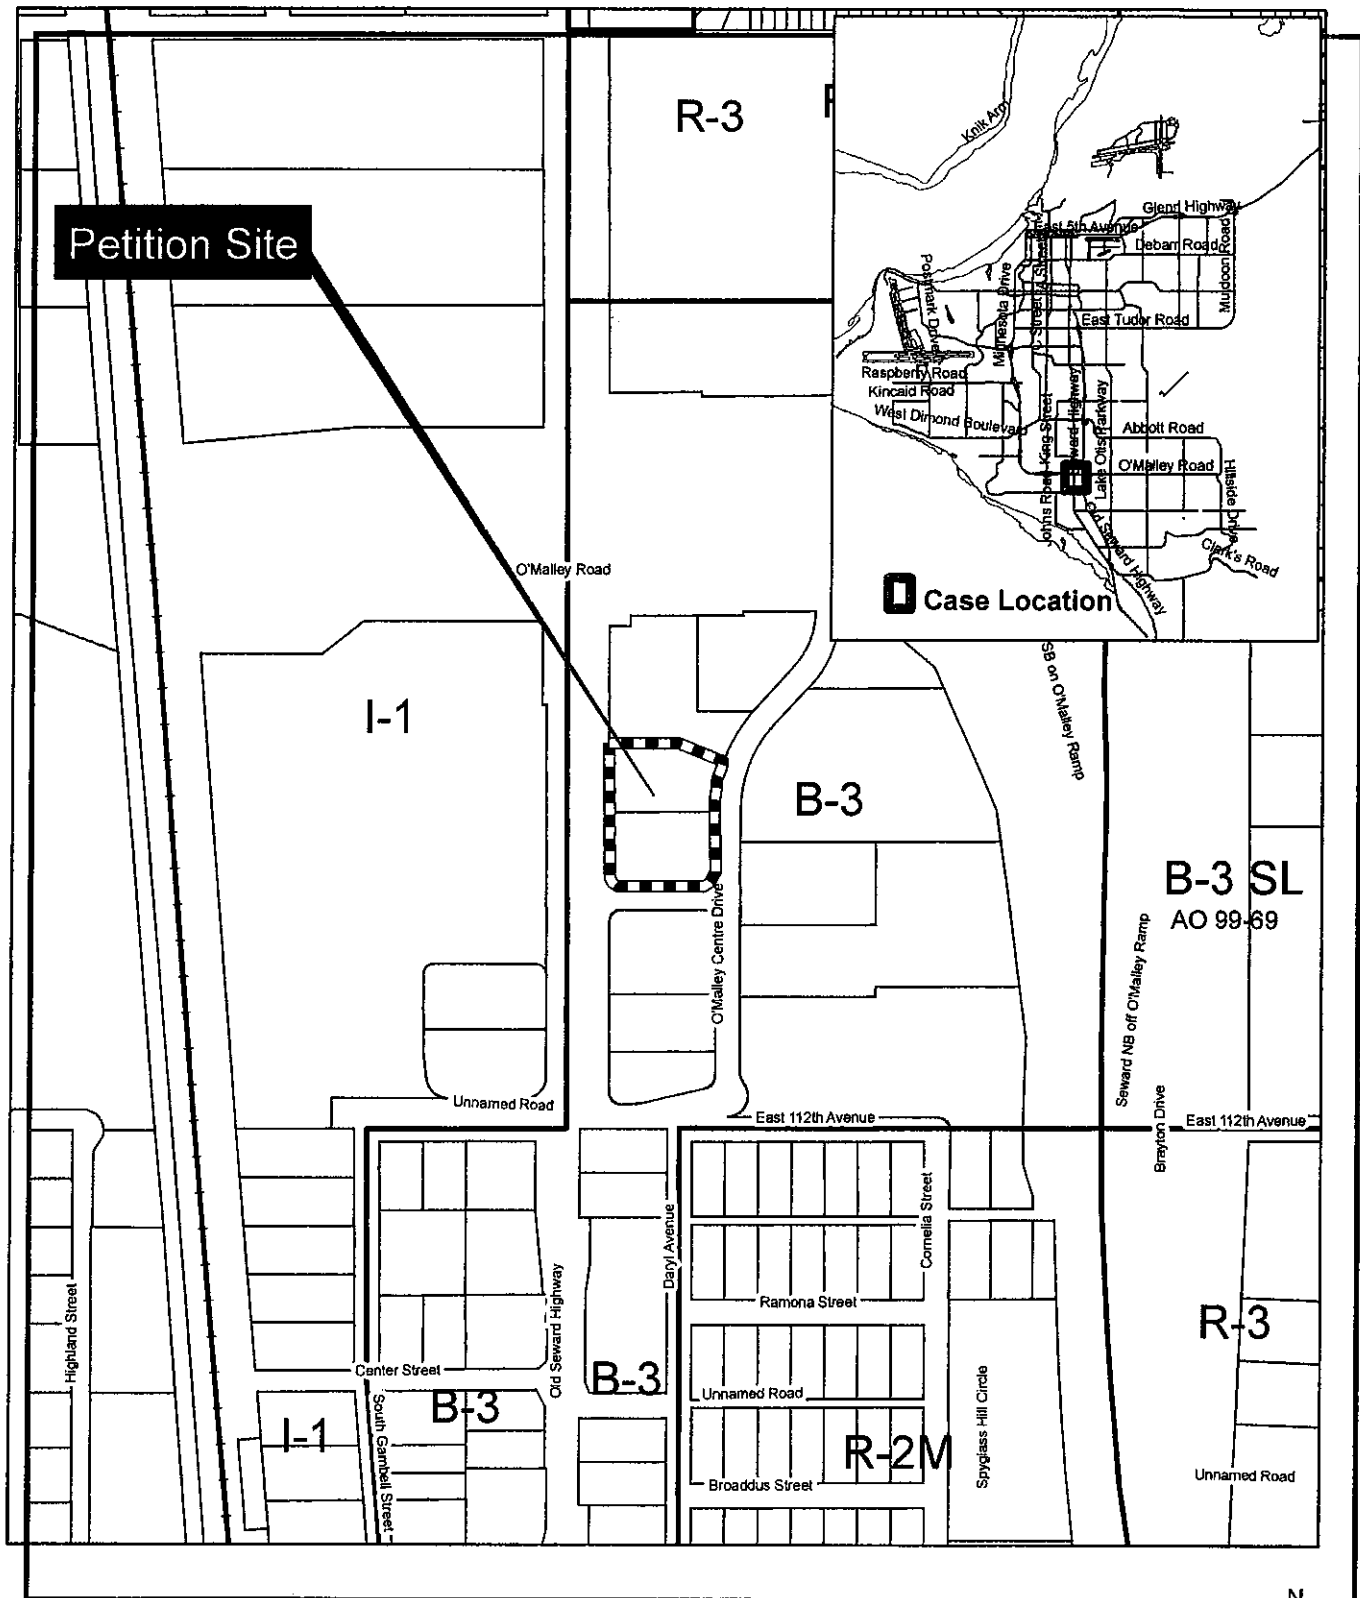 R-3
Petition Site
Knik Arm
Glenn Highway
East 5th Avenue
Debarr Road
Muldoon Road
Postmark Drive
Minnesota Drive
C Street
A Street
East Tudor Road
Raspberry Road
Kincaid Road
West Dimond Boulevard
Johns Road
King Street
Seward Highway
Lake Otis Parkway
Abbott Road
O'Malley Road
Hillside Drive
Old Seward Highway
Clark's Road
Case Location
O'Malley Road
SB on O'Malley Ramp
I-1
B-3
B-3 SL
AO 99-69
O'Malley Centre Drive
Seward NB off O'Malley Ramp
Unnamed Road
East 112th Avenue
Brayton Drive
East 112th Avenue
Highland Street
Old Seward Highway
Daryl Avenue
Cornelia Street
Ramona Street
R-3
Center Street
B-3
B-3
Unnamed Road
South Gambell Street
I-1
R-2M
Spyglass Hill Circle
Broaddus Street
Unnamed Road
N